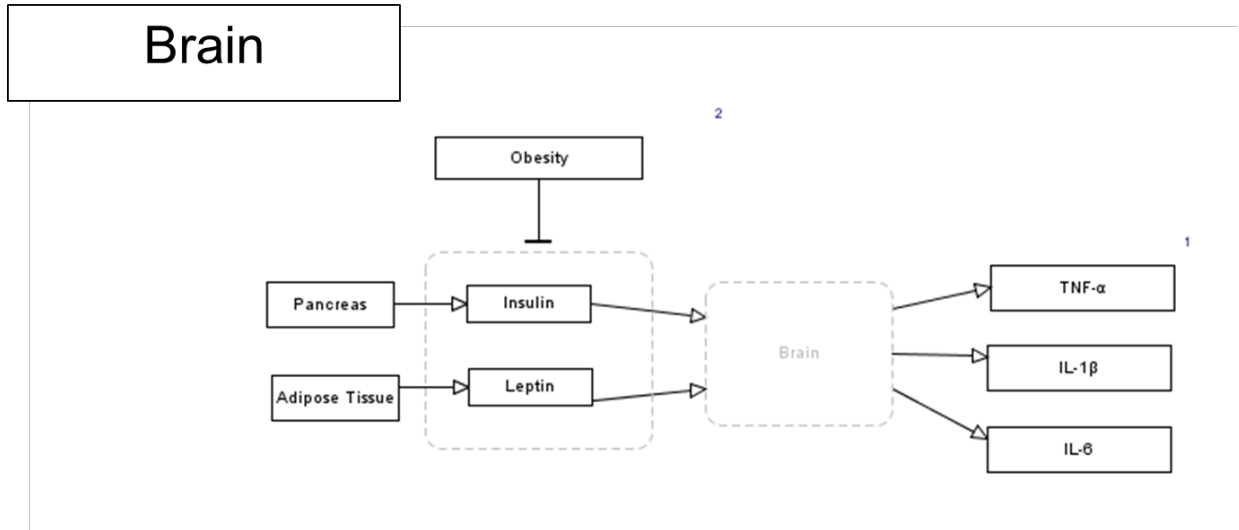 Brain
2
Obesity
1
TNF-α
Pancreas
Insulin
Brain
IL-1β
Adipose Tissue
Leptin
IL-6